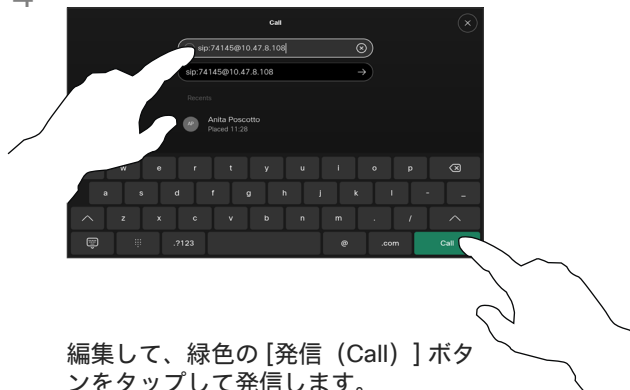 Call
sip:74145@10.47.8.108
sip:74145@10.47.8.108
Recents
AP
Anita Poscotto
Placed 11:28
w e r t y u i o p
a s d f g h j k l - _
z x c v b n m . /
.?123 @ .com Call
編集して、緑色の [発信（Call）] ボタ
ンをタップして発信します。